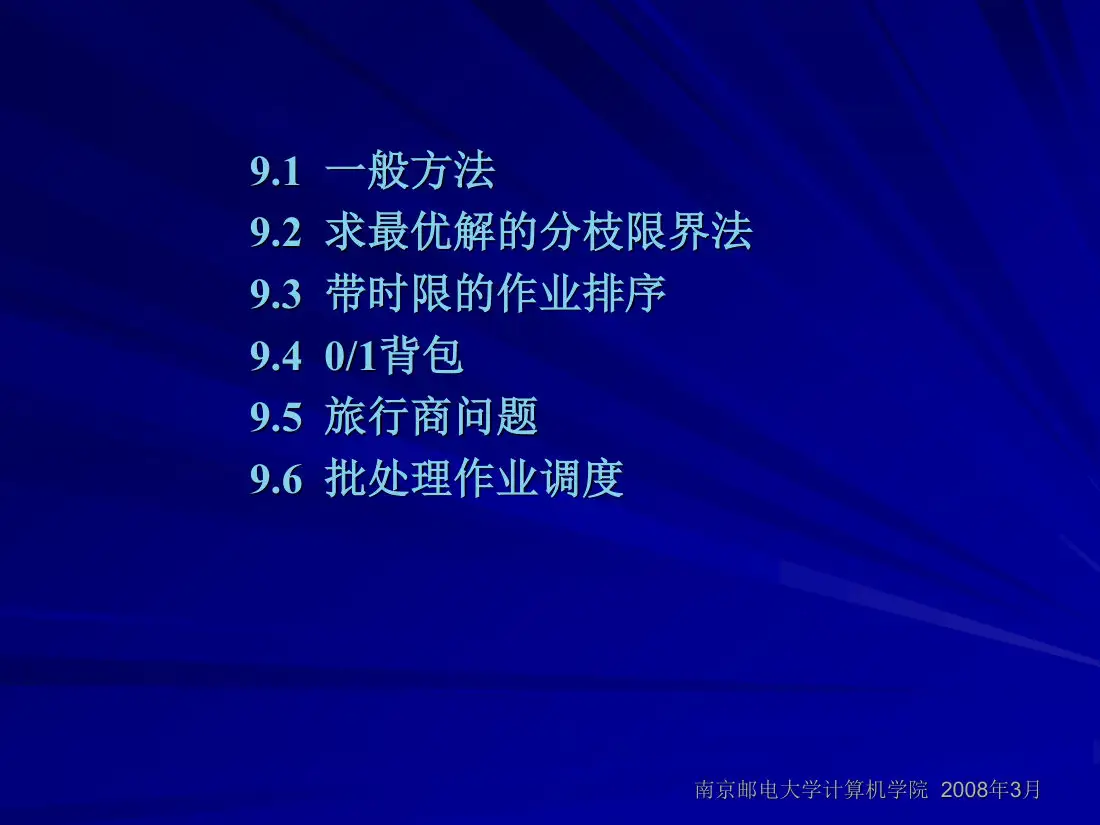 9.1 一般方法
9.2 求最优解的分枝限界法
9.3 带时限的作业排序
9.4 0/1背包
9.5 旅行商问题
9.6 批处理作业调度
南京邮电大学计算机学院 2008年3月